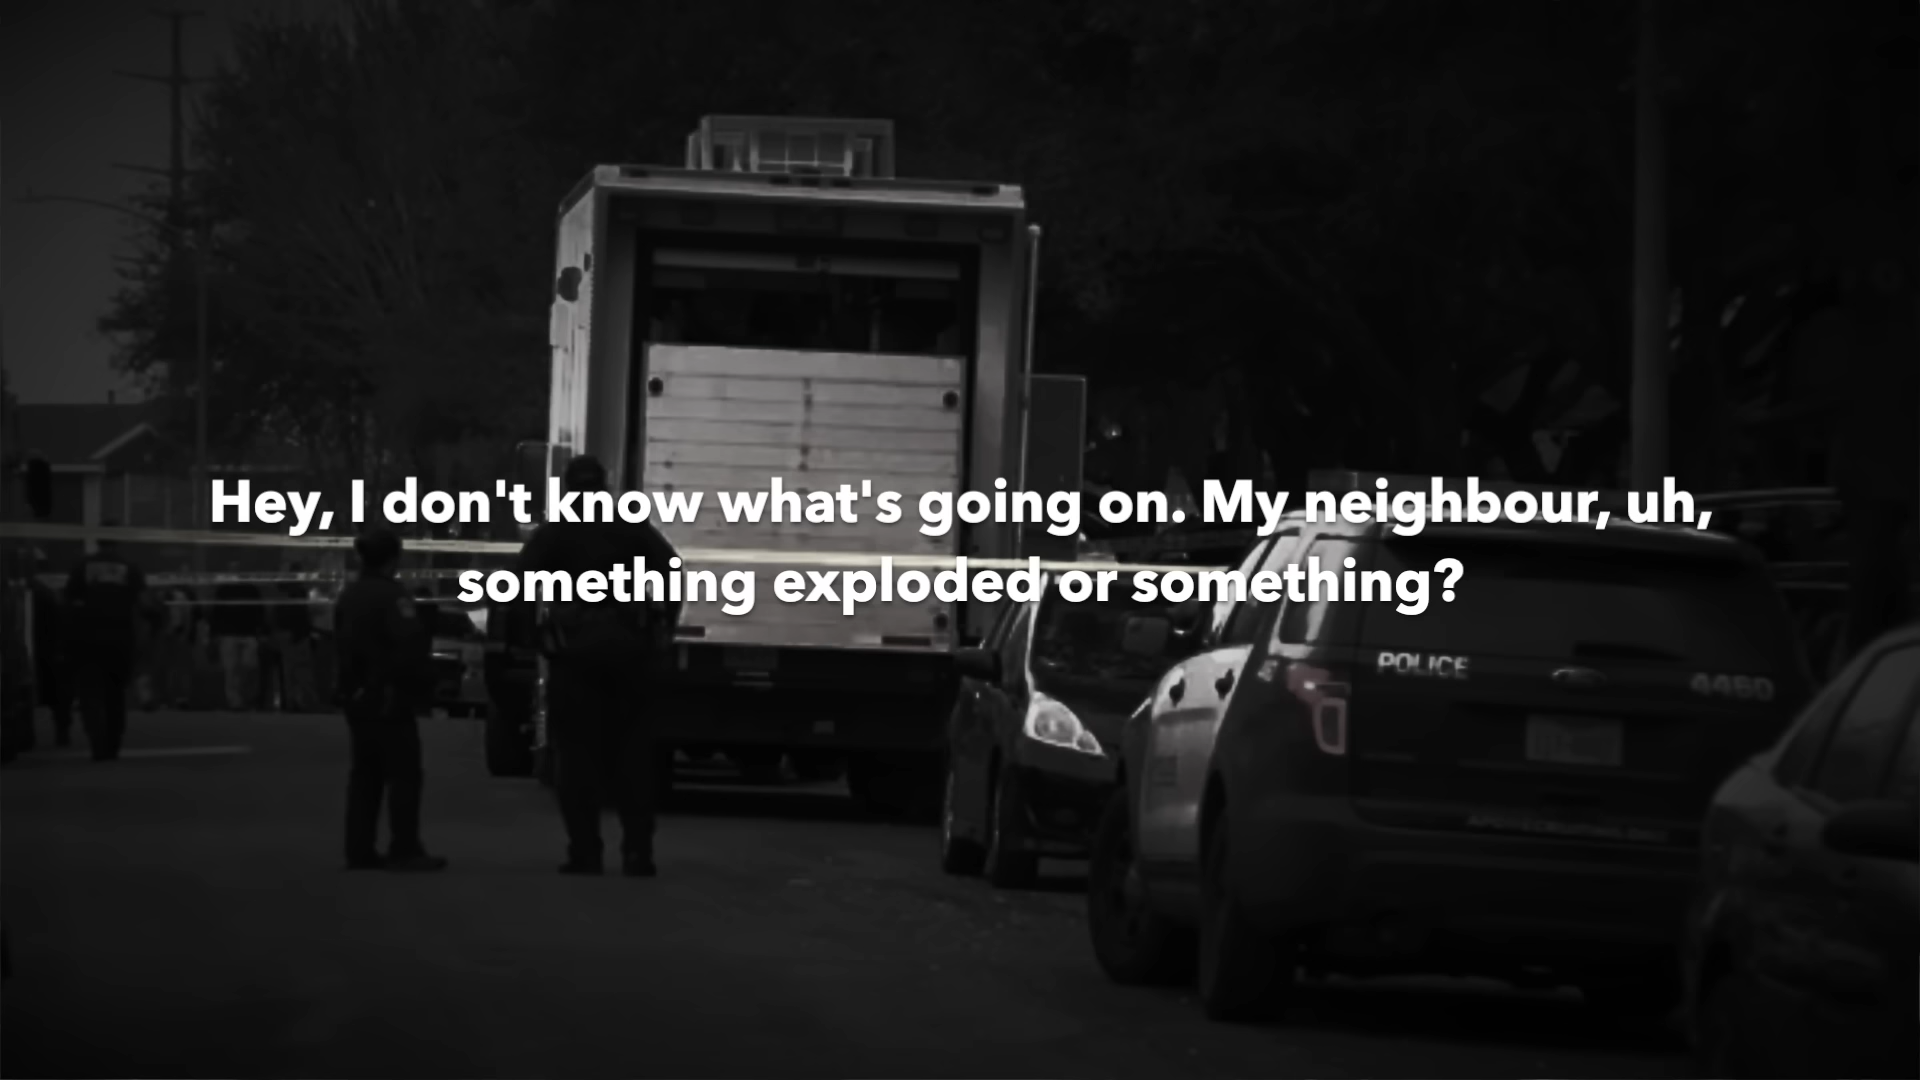 Hey, I don't know what's going on. My neighbour, uh,
something exploded or something?
POLICE
4460